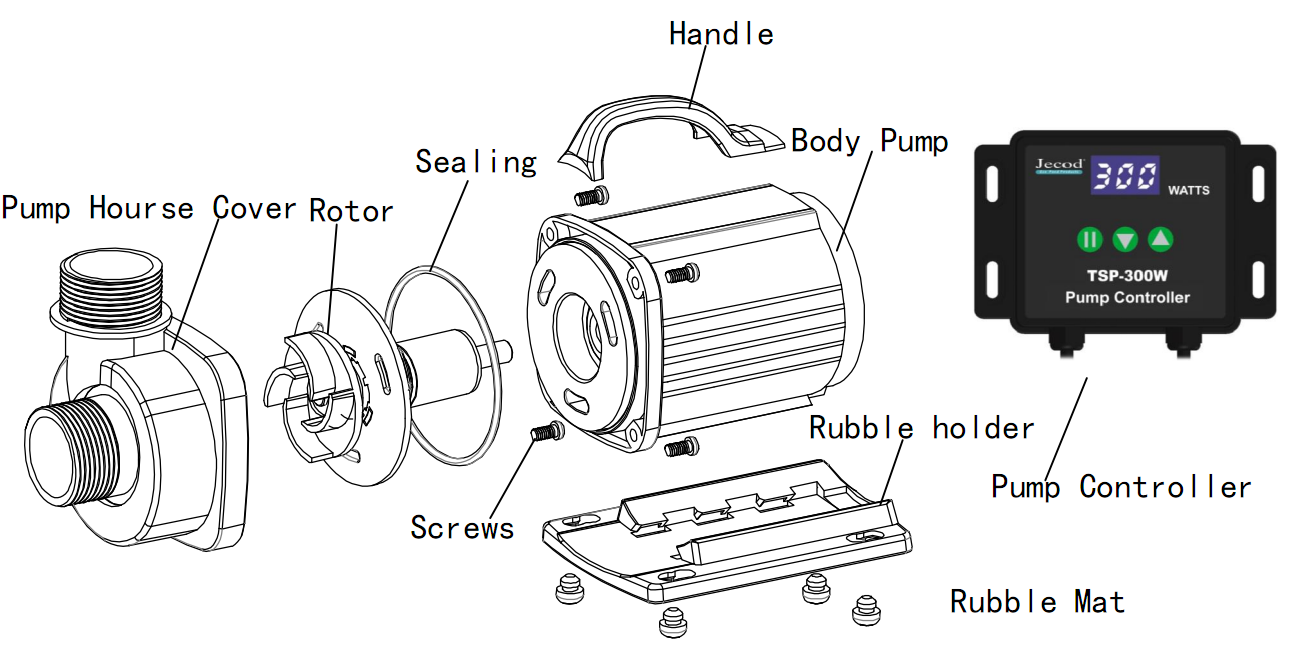 Handle
Body Pump
Sealing
Pump Hourse Cover
Rotor
Jecod
300
WATTS
TSP-300W
Pump Controller
Rubble holder
Pump Controller
Screws
Rubble Mat